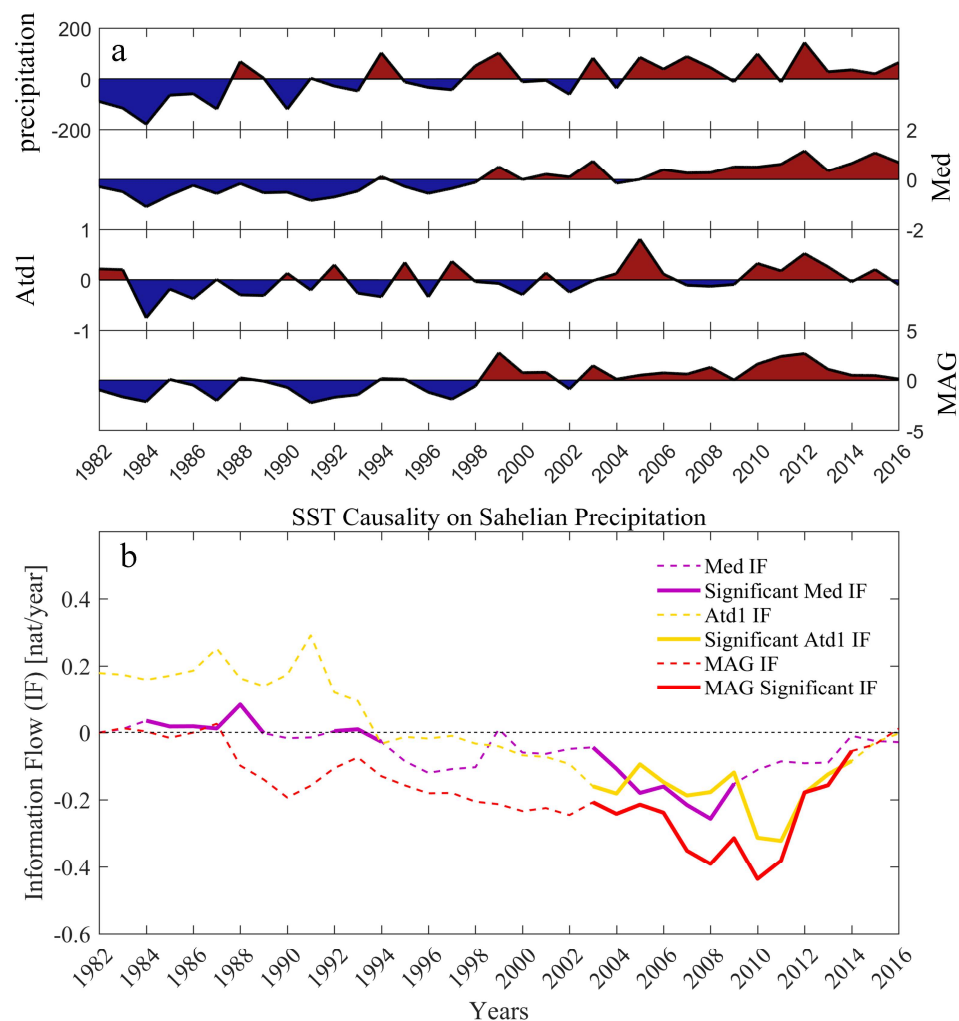 a
precipitation
200
0
-200
2
0
-2
Med
Atd1
1
0
-1
5
0
-5
MAG
1982 1984 1986 1988 1990 1992 1994 1996 1998 2000 2002 2004 2006 2008 2010 2012 2014 2016
SST Causality on Sahelian Precipitation
b
Information Flow (IF) [nat/year]
0.4
0.2
0
-0.2
-0.4
-0.6
Med IF
Significant Med IF
Atd1 IF
Significant Atd1 IF
MAG IF
MAG Significant IF
1982 1984 1986 1988 1990 1992 1994 1996 1998 2000 2002 2004 2006 2008 2010 2012 2014 2016
Years